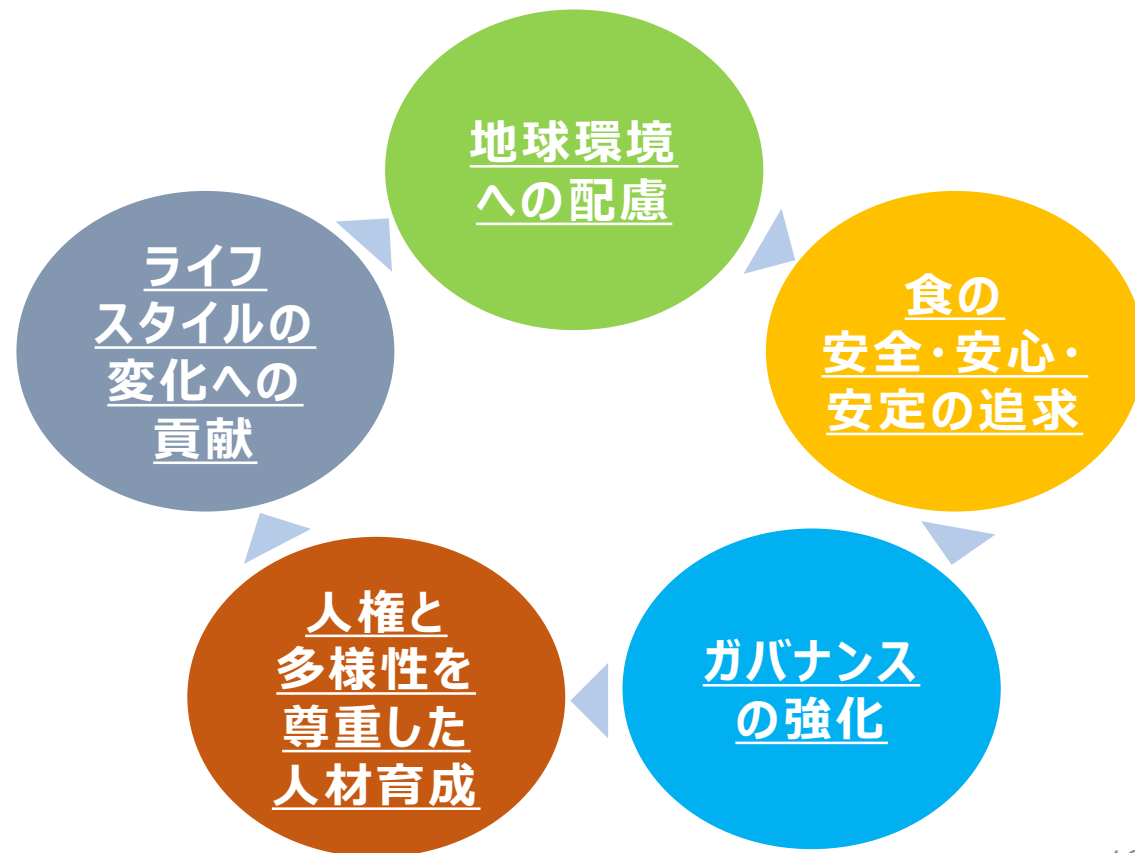 地球環境
への配慮
食の
安全・安心・
安定の追求
ガバナンス
の強化
人権と
多様性を
尊重した
人材育成
ライフ
スタイルの
変化への
貢献